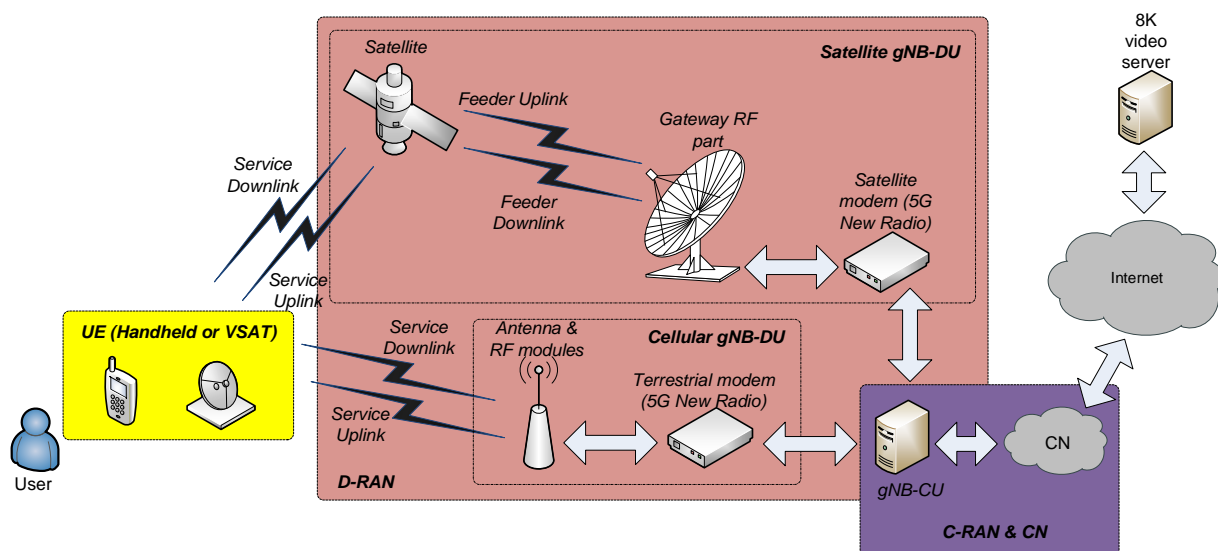 8K
video
server
Satellite gNB-DU
Satellite
Feeder Uplink
Gateway RF
part
Service
Downlink
Feeder
Downlink
Satellite
modem (5G
New Radio)
Service
Uplink
Internet
UE (Handheld or VSAT)
Service
Downlink
Antenna &
RF modules
Cellular gNB-DU
Terrestrial modem
(5G New Radio)
Service
Uplink
CN
User
D-RAN
gNB-CU
C-RAN & CN